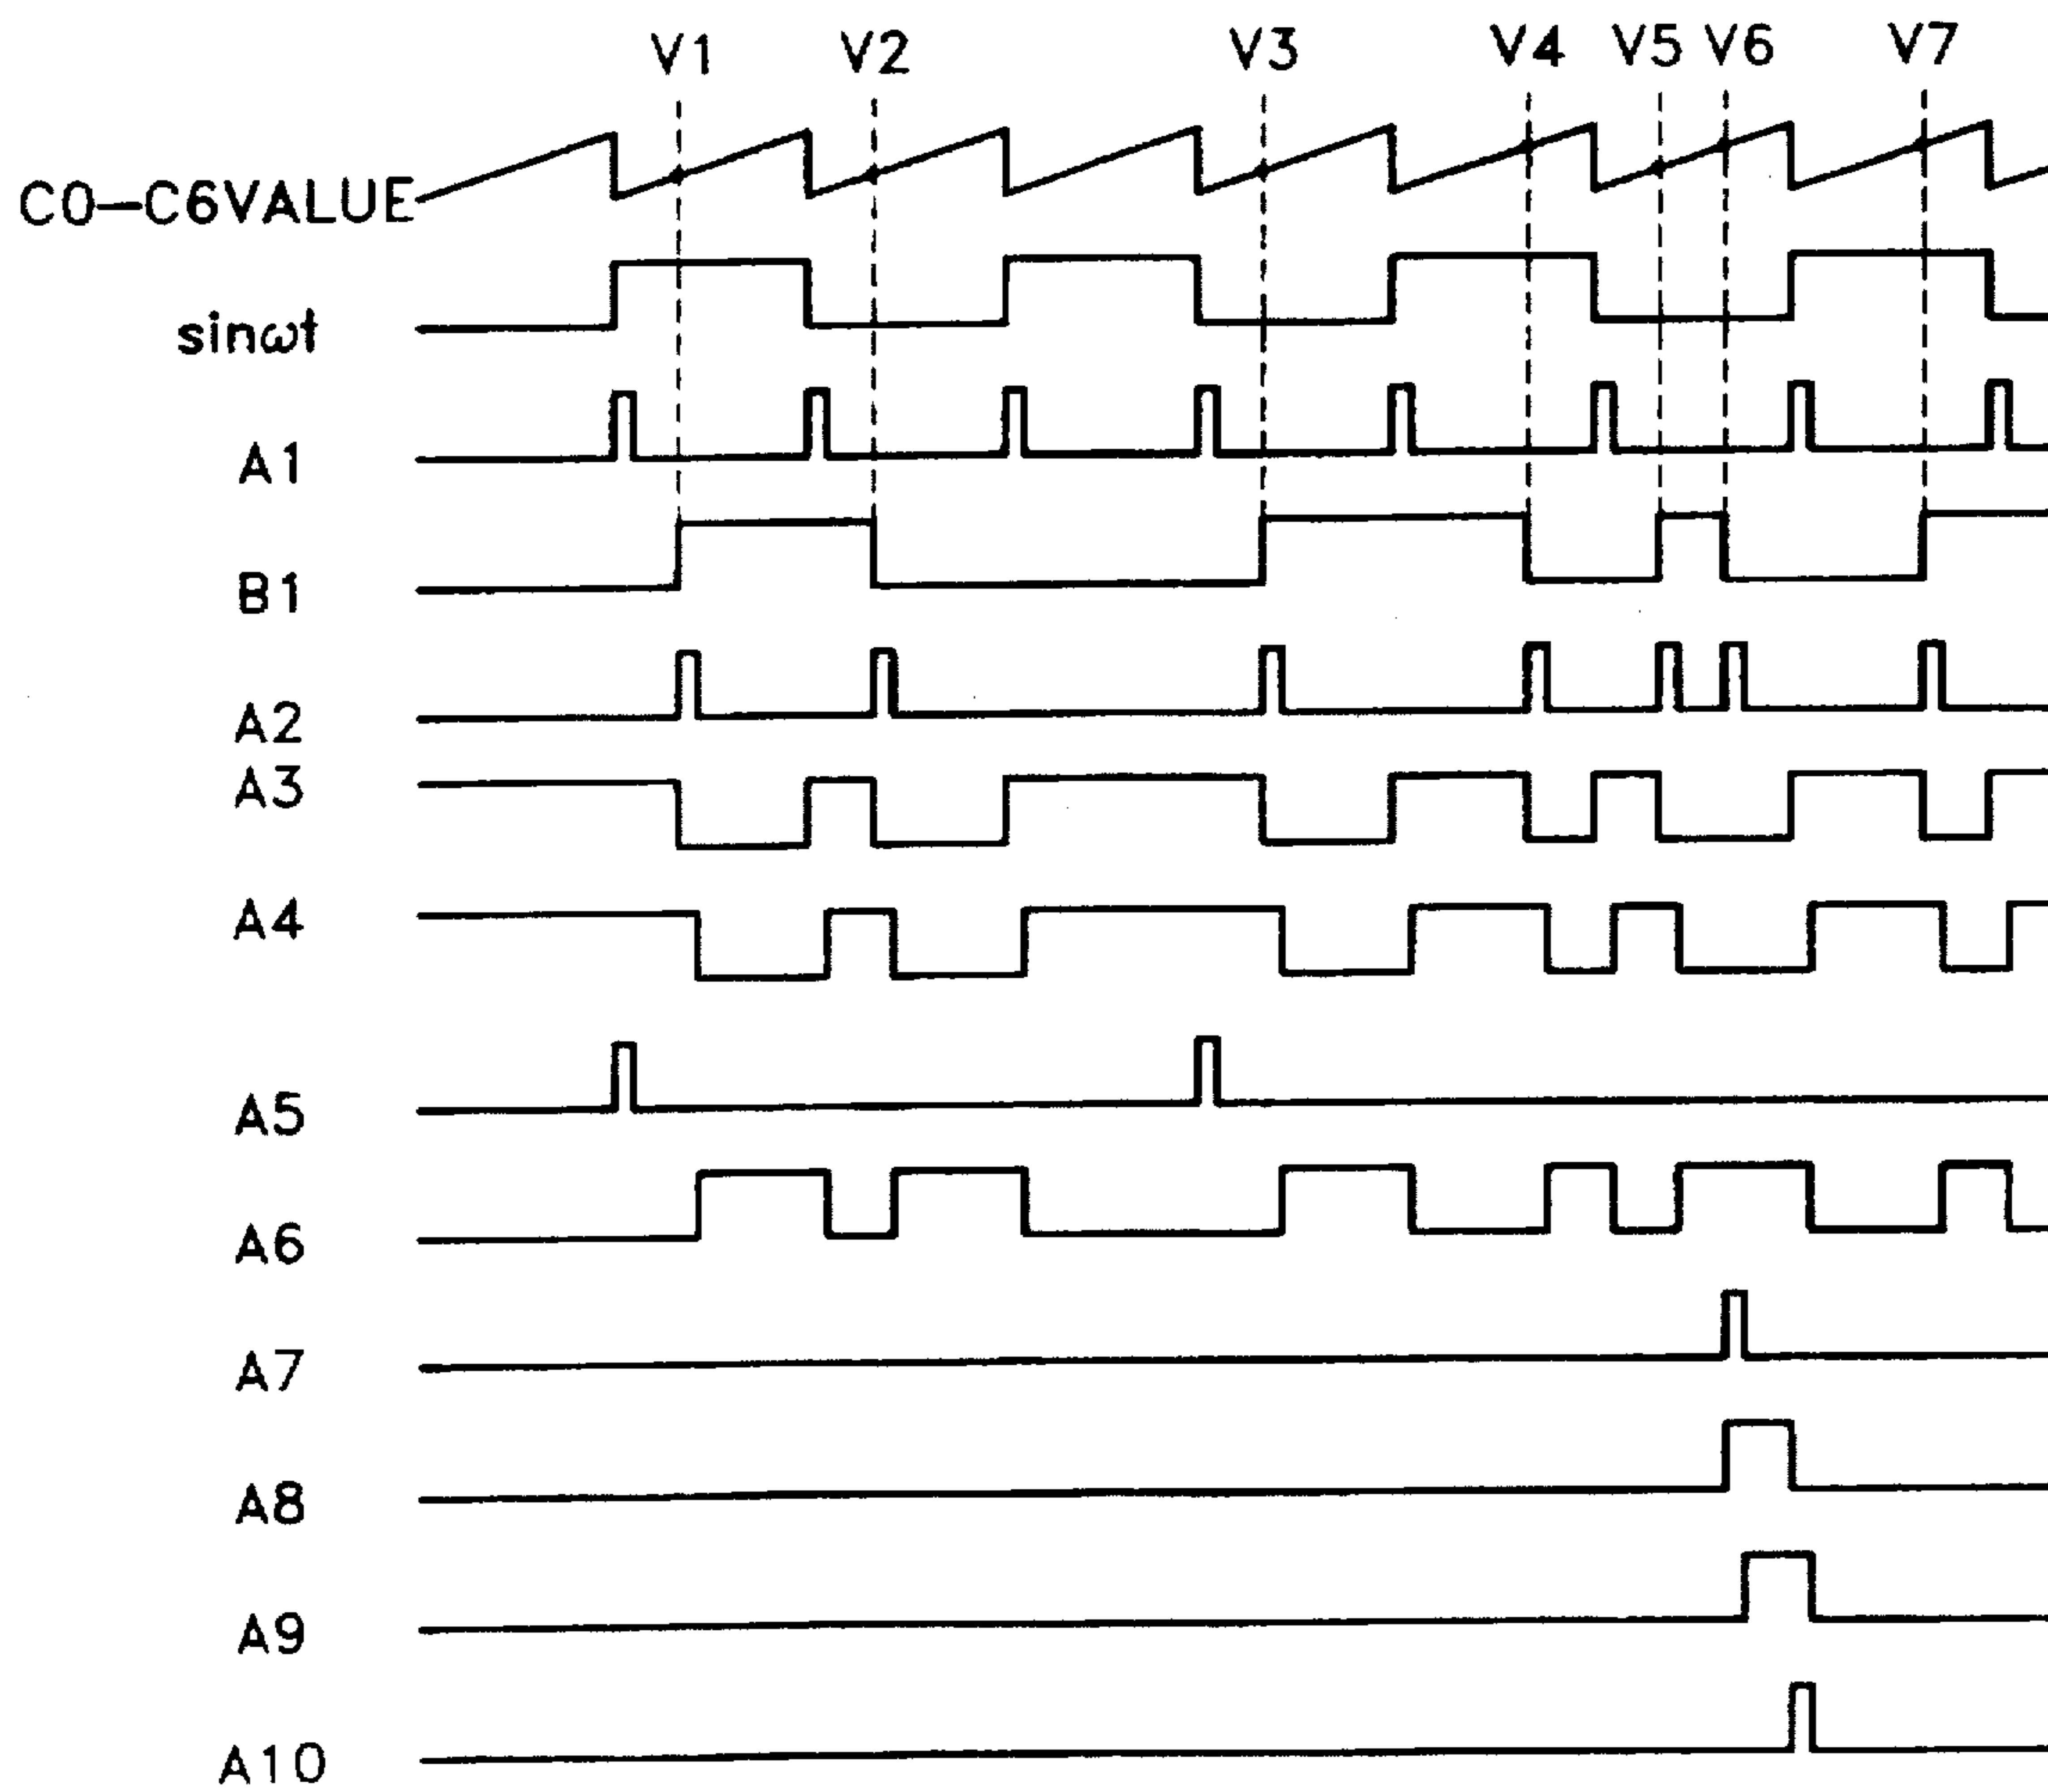 V1 V2 V3 V4 V5 V6 V7
C0-C6VALUE
sinωt
A1
B1
A2
A3
A4
A5
A6
A7
A8
A9
A10